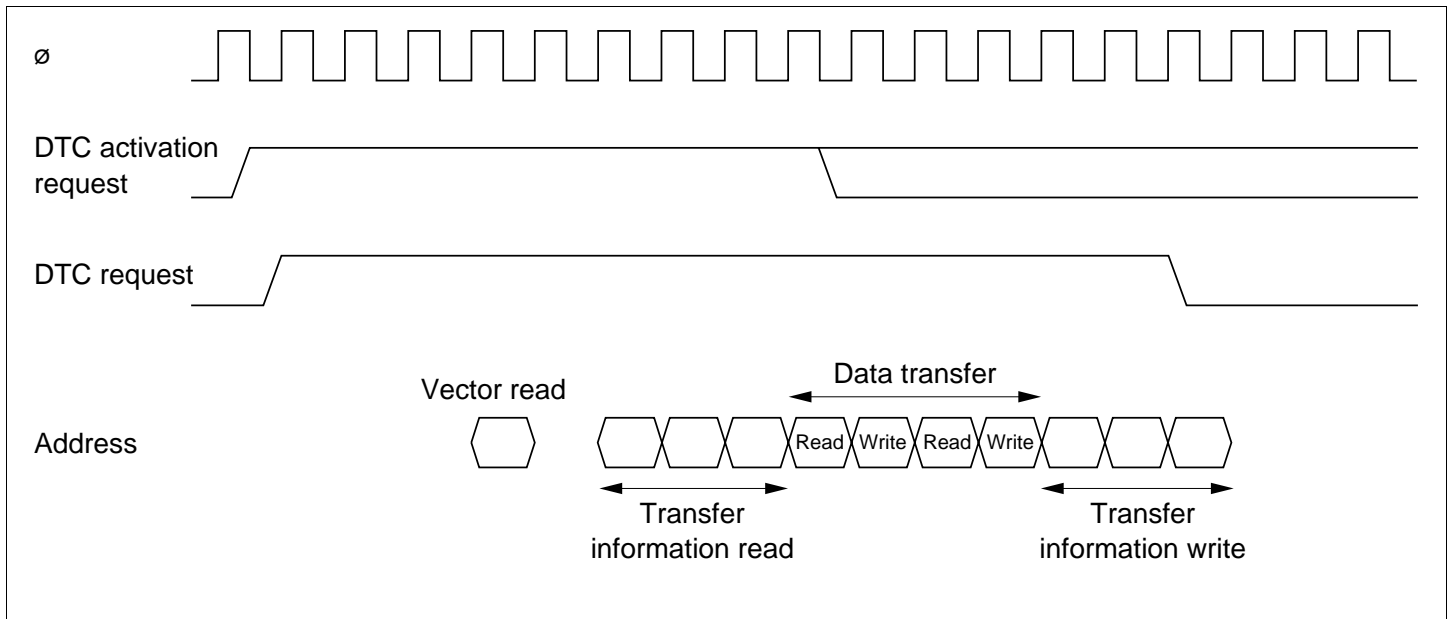 ø
DTC activation
request
DTC request
Data transfer
Vector read
Address
Read Write Read Write
Transfer
information read
Transfer
information write